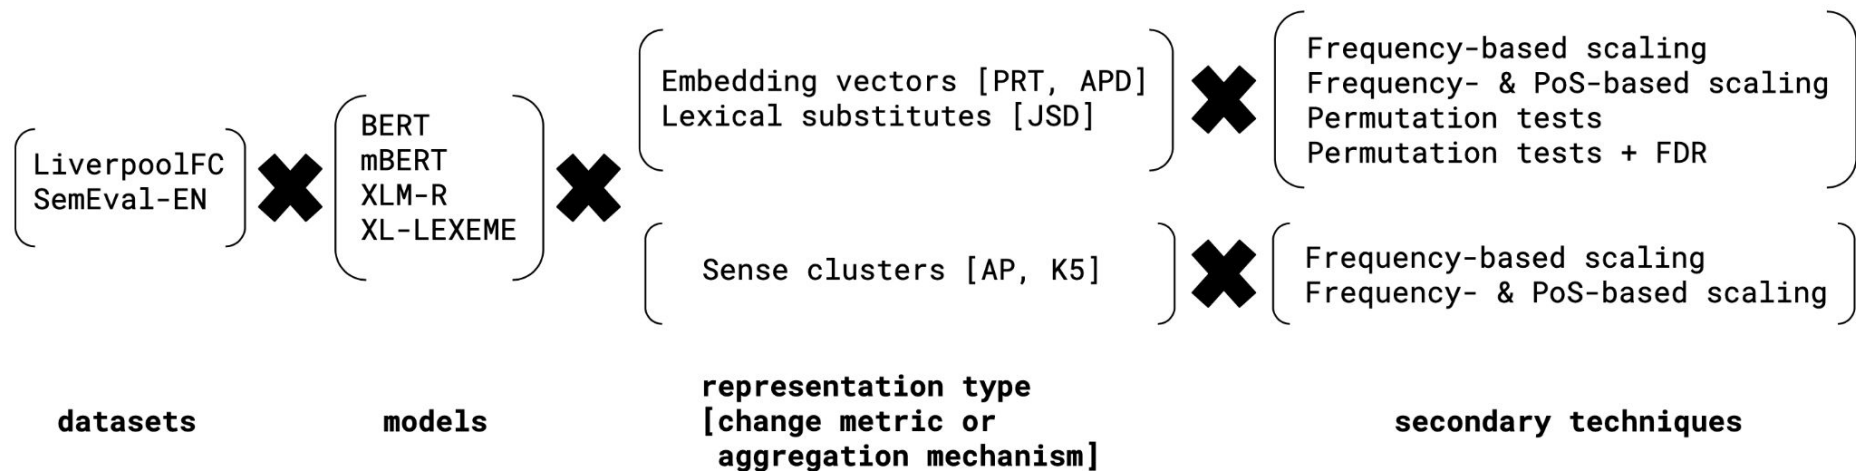 LiverpoolFC
SemEval-EN
BERT
mBERT
XLM-R
XL-LEXEME
Embedding vectors [PRT, APD]
Lexical substitutes [JSD]
Frequency-based scaling
Frequency- & PoS-based scaling
Permutation tests
Permutation tests + FDR
Sense clusters [AP, K5]
Frequency-based scaling
Frequency- & PoS-based scaling
datasets
models
representation type
[change metric or
aggregation mechanism]
secondary techniques